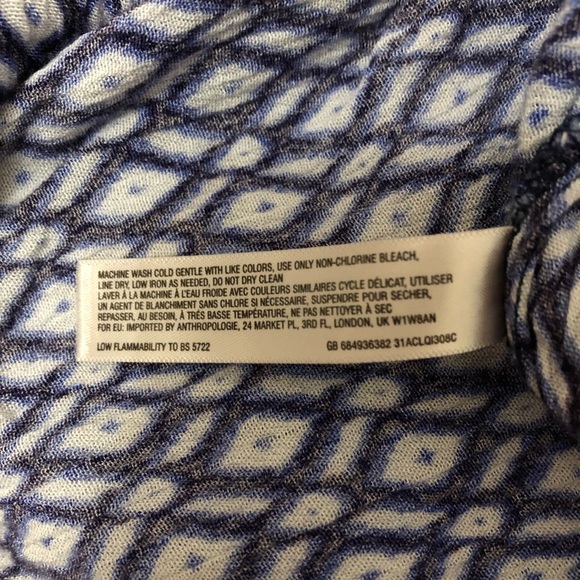 MACHINE WASH COLD GENTLE WITH LIKE COLORS, USE ONLY NON-CHLORINE BLEACH,
LINE DRY, LOW IRON AS NEEDED, DO NOT DRY CLEAN
LAVER À LA MACHINE À L'EAU FROIDE AVEC COULEURS SIMILAIRES CYCLE DÉLICAT, UTILISER
UN AGENT DE BLANCHIMENT SANS CHLORE SI NÉCESSAIRE, SUSPENDRE POUR SECHER,
REPASSER, AU BESOIN, À TRÈS BASSE TEMPÉRATURE, NE PAS NETTOYER À SEC
FOR EU: IMPORTED BY ANTHROPOLOGIE, 24 MARKET PL, 3RD FL, LONDON, UK W1W8AN
LOW FLAMMABILITY TO BS 5722 GB 684936382 31ACLQI308C